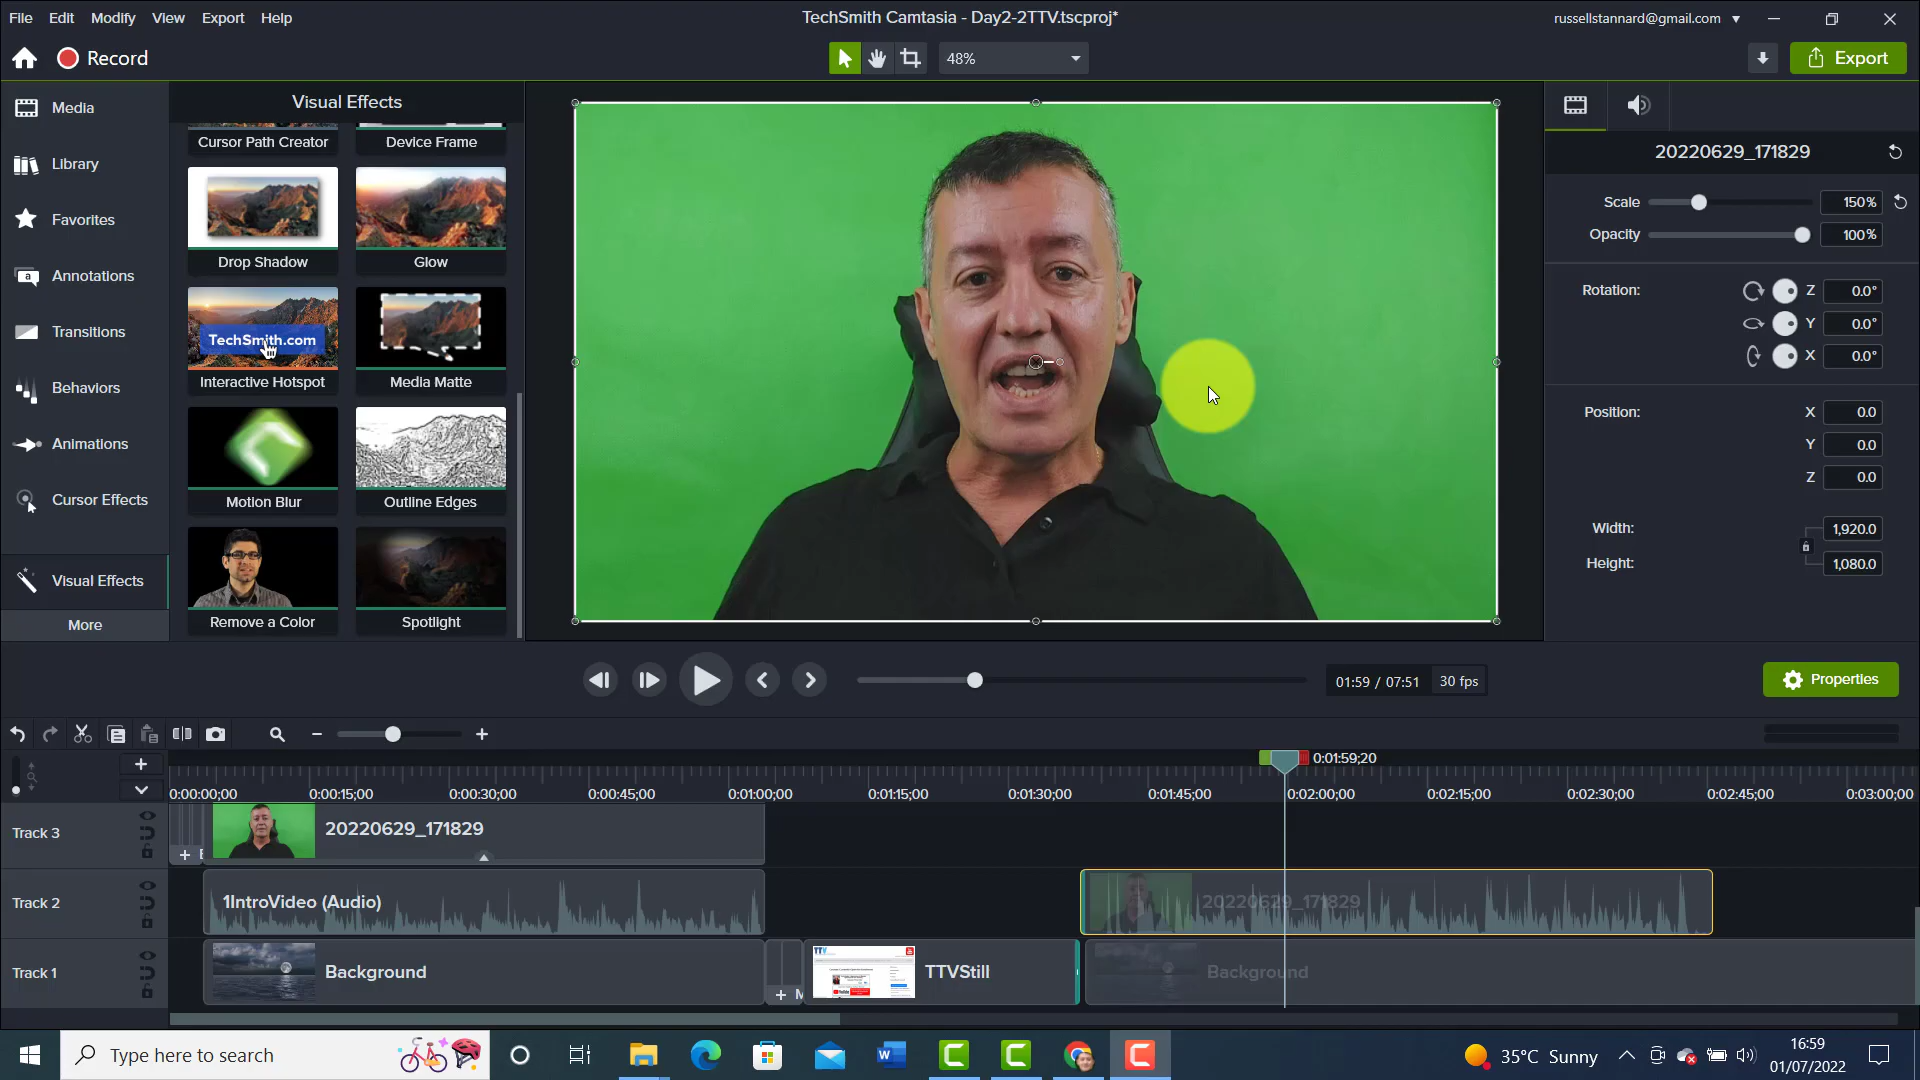 File Edit Modify View Export Help
TechSmith Camtasia - Day2-2TTV.tscproj*
russellstannard@gmail.com
Record
48%
Export
Media
Library
Favorites
Annotations
Transitions
Behaviors
Animations
Cursor Effects
Visual Effects
More
Visual Effects
Cursor Path Creator Device Frame
Drop Shadow Glow
TechSmith.com
Interactive Hotspot Media Matte
Motion Blur Outline Edges
Remove a Color Spotlight
20220629_171829
Scale 150%
Opacity 100%
Rotation: Z 0.0°
Y 0.0°
X 0.0°
Position: X 0.0
Y 0.0
Z 0.0
Width: 1,920.0
Height: 1,080.0
01:59 / 07:51 30 fps
Properties
0:01:59;20
0:00:00;00 0:00:15;00 0:00:30;00 0:00:45;00 0:01:00;00 0:01:15;00 0:01:30;00 0:01:45;00 0:02:00;00 0:02:15;00 0:02:30;00 0:02:45;00 0:03:00;00
Track 3 20220629_171829
Track 2 1IntroVideo (Audio) 20220629_171829
Track 1 Background TTVStill Background
TTV
Type here to search
35°C Sunny
16:59
01/07/2022